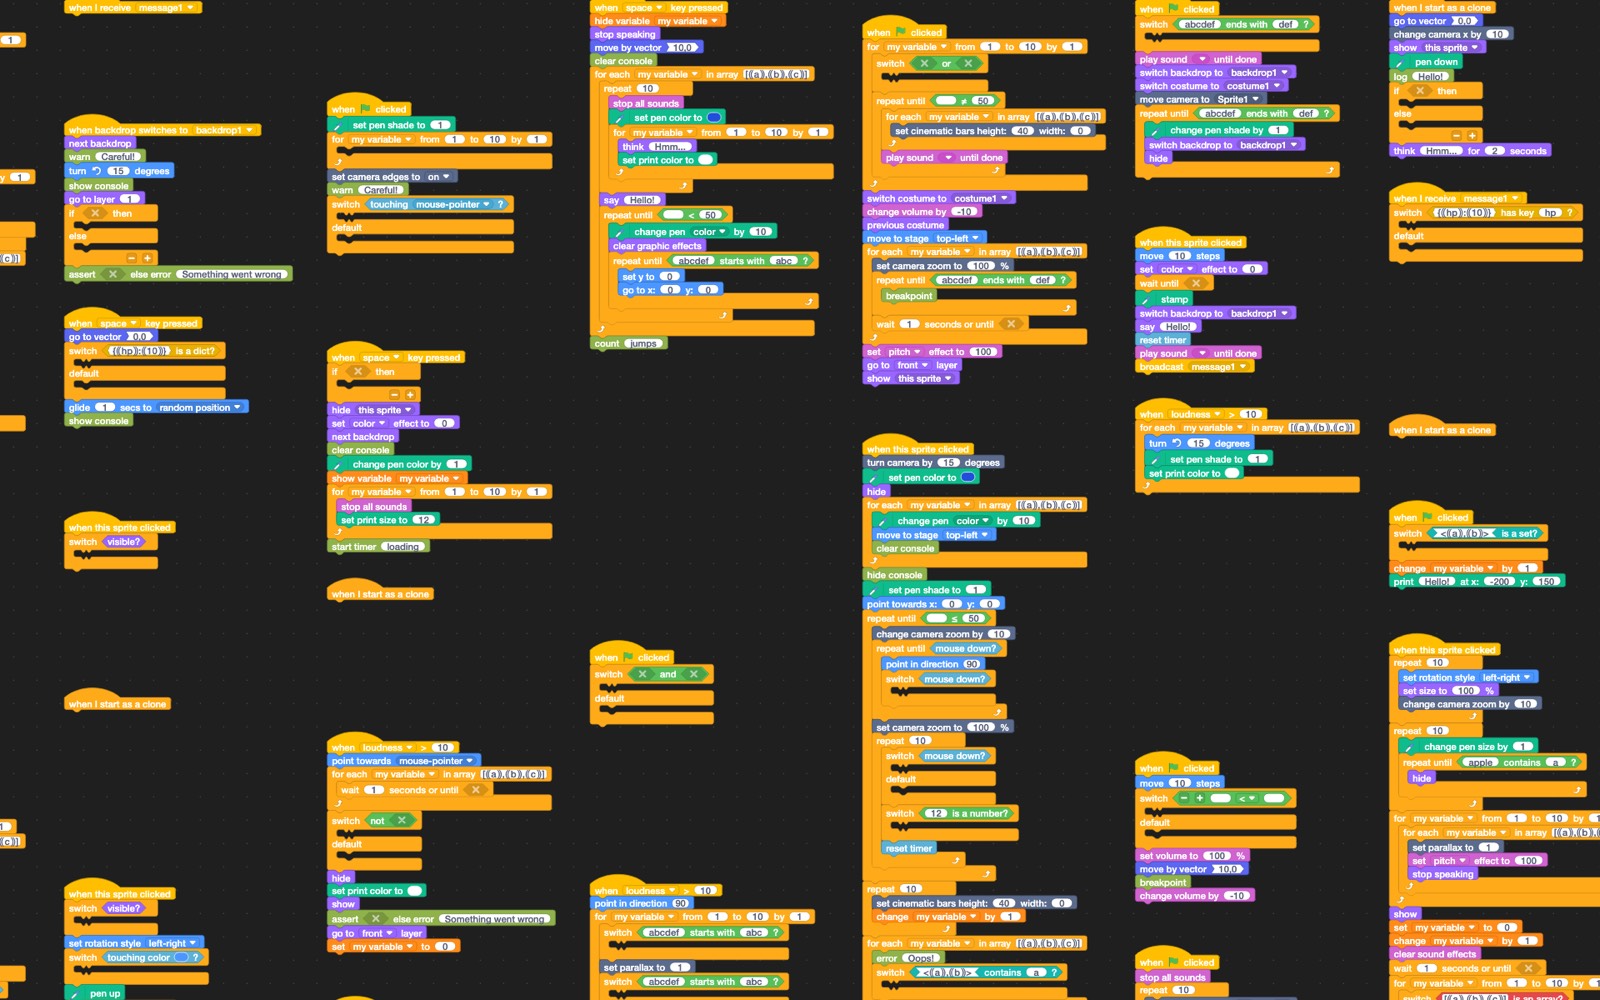 when I receive message1
1
when backdrop switches to backdrop1
next backdrop
warn Careful!
turn 15 degrees
show console
go to layer 1
if then
else
assert else error Something went wrong
y 1
c)]
when space key pressed
go to vector 0,0
switch {(hp):(10)} is a dict?
default
glide 1 secs to random position
show console
when this sprite clicked
switch visible?
when I start as a clone
1
(c)]
when this sprite clicked
switch visible?
set rotation style left-right
switch touching color ?
pen up
when clicked
set pen shade to 1
for my variable from 1 to 10 by 1
set camera edges to on
warn Careful!
switch touching mouse-pointer ?
default
when space key pressed
if then
hide this sprite
set color effect to 0
next backdrop
clear console
change pen color by 1
show variable my variable
for my variable from 1 to 10 by 1
stop all sounds
set print size to 12
start timer loading
when I start as a clone
when loudness > 10
point towards mouse-pointer
for each my variable in array [(a),(b),(c)]
wait 1 seconds or until
switch not
default
hide
set print color to
show
assert else error Something went wrong
go to front layer
set my variable to 0
when space key pressed
hide variable my variable
stop speaking
move by vector 10,0
clear console
for each my variable in array [(a),(b),(c)]
repeat 10
stop all sounds
set pen color to
for my variable from 1 to 10 by 1
think Hmm...
set print color to
say Hello!
repeat until < 50
change pen color by 10
clear graphic effects
repeat until abcdef starts with abc ?
set y to 0
go to x: 0 y: 0
count jumps
when clicked
switch and
default
when loudness > 10
point in direction 90
for my variable from 1 to 10 by 1
switch abcdef starts with abc ?
set parallax to 1
switch abcdef starts with abc ?
when clicked
for my variable from 1 to 10 by 1
switch or
repeat until ≠ 50
for each my variable in array [(a),(b),(c)]
set cinematic bars height: 40 width: 0
play sound until done
switch costume to costume1
change volume by -10
previous costume
move to stage top-left
for each my variable in array [(a),(b),(c)]
set camera zoom to 100 %
repeat until abcdef ends with def ?
breakpoint
wait 1 seconds or until
set pitch effect to 100
go to front layer
show this sprite
when this sprite clicked
turn camera by 15 degrees
set pen color to
hide
for each my variable in array [(a),(b),(c)]
change pen color by 10
move to stage top-left
clear console
hide console
set pen shade to 1
point towards x: 0 y: 0
repeat until ≤ 50
change camera zoom by 10
repeat until mouse down?
point in direction 90
switch mouse down?
set camera zoom to 100 %
repeat 10
switch mouse down?
default
switch 12 is a number?
reset timer
repeat 10
set cinematic bars height: 40 width: 0
change my variable by 1
for each my variable in array [(a),(b),(c)]
error Oops!
switch <(a),(b)> contains a ?
when clicked
switch abcdef ends with def ?
play sound until done
switch backdrop to backdrop1
switch costume to costume1
move camera to Sprite1
repeat until abcdef ends with def ?
change pen shade by 1
switch backdrop to backdrop1
hide
when this sprite clicked
move 10 steps
set color effect to 0
wait until
stamp
switch backdrop to backdrop1
say Hello!
reset timer
play sound until done
broadcast message1
when loudness > 10
for each my variable in array [(a),(b),(c)]
turn 15 degrees
set pen shade to 1
set print color to
when clicked
move 10 steps
switch − + <
default
set volume to 100 %
move by vector 10,0
breakpoint
change volume by -10
when clicked
stop all sounds
repeat 10
when I start as a clone
go to vector 0,0
change camera x by 10
show this sprite
pen down
log Hello!
if then
else
think Hmm... for 2 seconds
when I receive message1
switch {(hp):(10)} has key hp ?
default
when I start as a clone
when clicked
switch <(a),(b)> is a set?
change my variable by 1
print Hello! at x: -200 y: 150
when this sprite clicked
repeat 10
set rotation style left-right
set size to 100 %
change camera zoom by 10
repeat 10
change pen size by 1
repeat until apple contains a ?
hide
for my variable from 1 to 10 by 1
for each my variable in array [(a),(b),(c
set parallax to 1
set pitch effect to 100
stop speaking
show
set my variable to 0
change my variable by 1
clear sound effects
wait 1 seconds or until
for my variable from 1 to 10 by 1
switch [(a),(b),(c)] is an array?